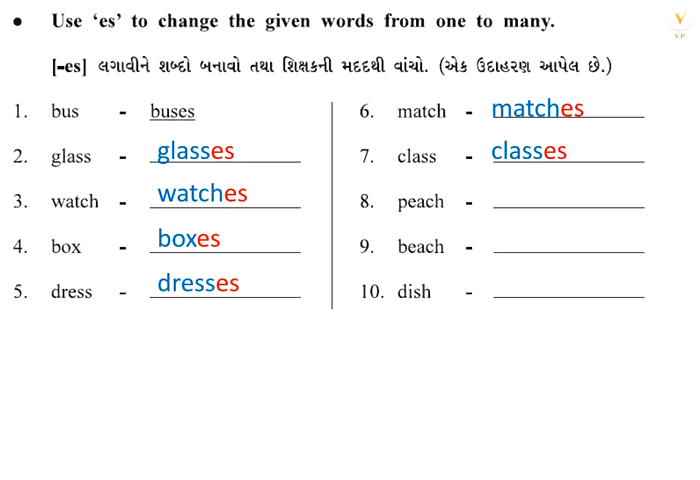 • Use ‘es’ to change the given words from one to many.
[-es] લગાવીને શબ્દો બનાવો તથા શિક્ષકની મદદથી વાંચો. (એક ઉદાહરણ આપેલ છે.)
1. bus - buses
2. glass - glasses
3. watch - watches
4. box - boxes
5. dress - dresses
6. match - matches
7. class - classes
8. peach - 
9. beach - 
10. dish - 
V
V.P.